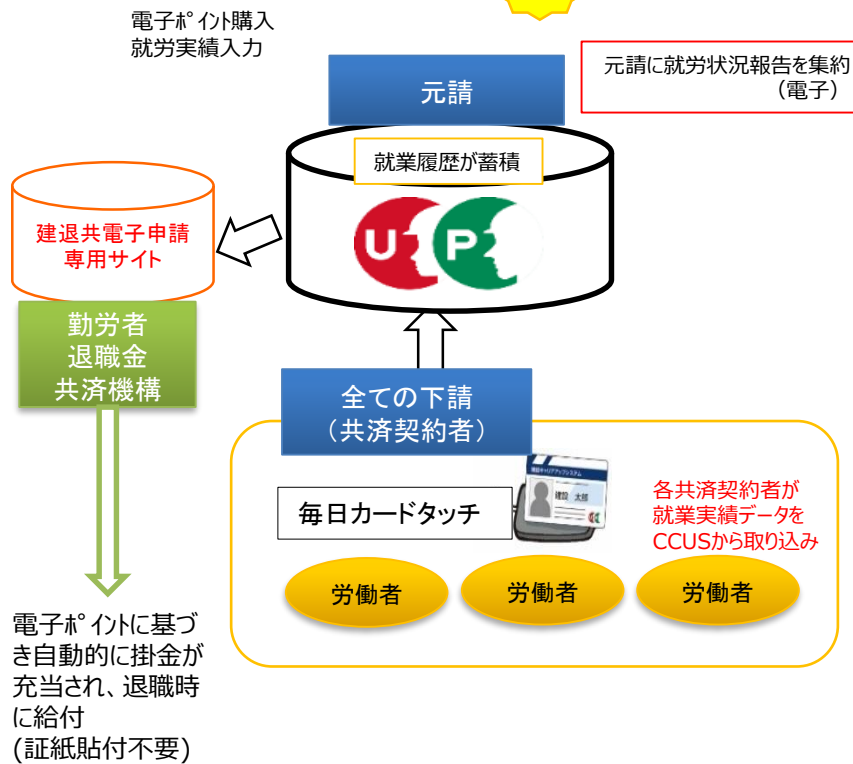 電子ポイント購入
就労実績入力
元請に就労状況報告を集約
（電子）
元請
就業履歴が蓄積
UP
建退共電子申請
専用サイト
勤労者
退職金
共済機構
全ての下請
（共済契約者）
毎日カードタッチ
建設 太郎
各共済契約者が
就業実績データを
CCUSから取り込み
労働者
労働者
労働者
電子ポイントに基づ
き自動的に掛金が
充当され、退職時
に給付
(証紙貼付不要)